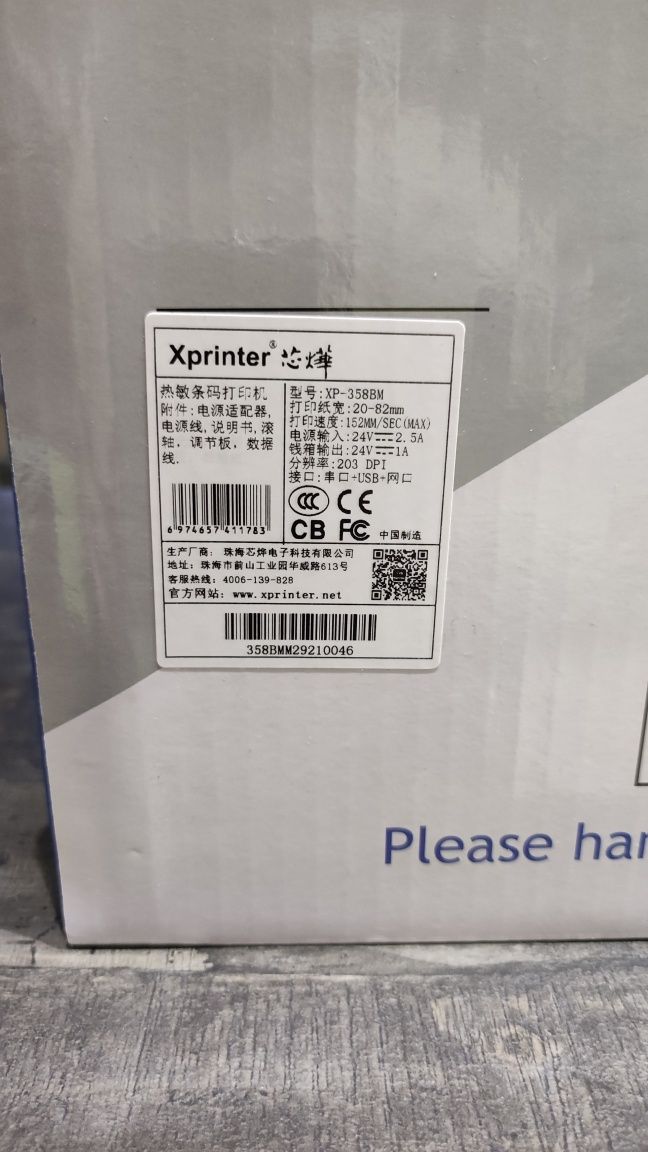 Xprinter® 芯烨
热敏条码打印机
附件: 电源适配器,
电源线, 说明书, 滚
轴, 调节板, 数据
线.
6 974657 411783
型号: XP-358BM
打印纸宽: 20-82mm
打印速度: 152MM/SEC(MAX)
电源输入: 24V⎓2.5A
钱箱输出: 24V⎓1A
分辨率: 203 DPI
接口: 串口+USB+网口
CCC CE
CB FC 中国制造
生产厂商: 珠海芯烨电子科技有限公司
地址: 珠海市前山工业园华威路613号
客服热线: 4006-139-828
官方网站: www.xprinter.net
358BMM29210046
Please han